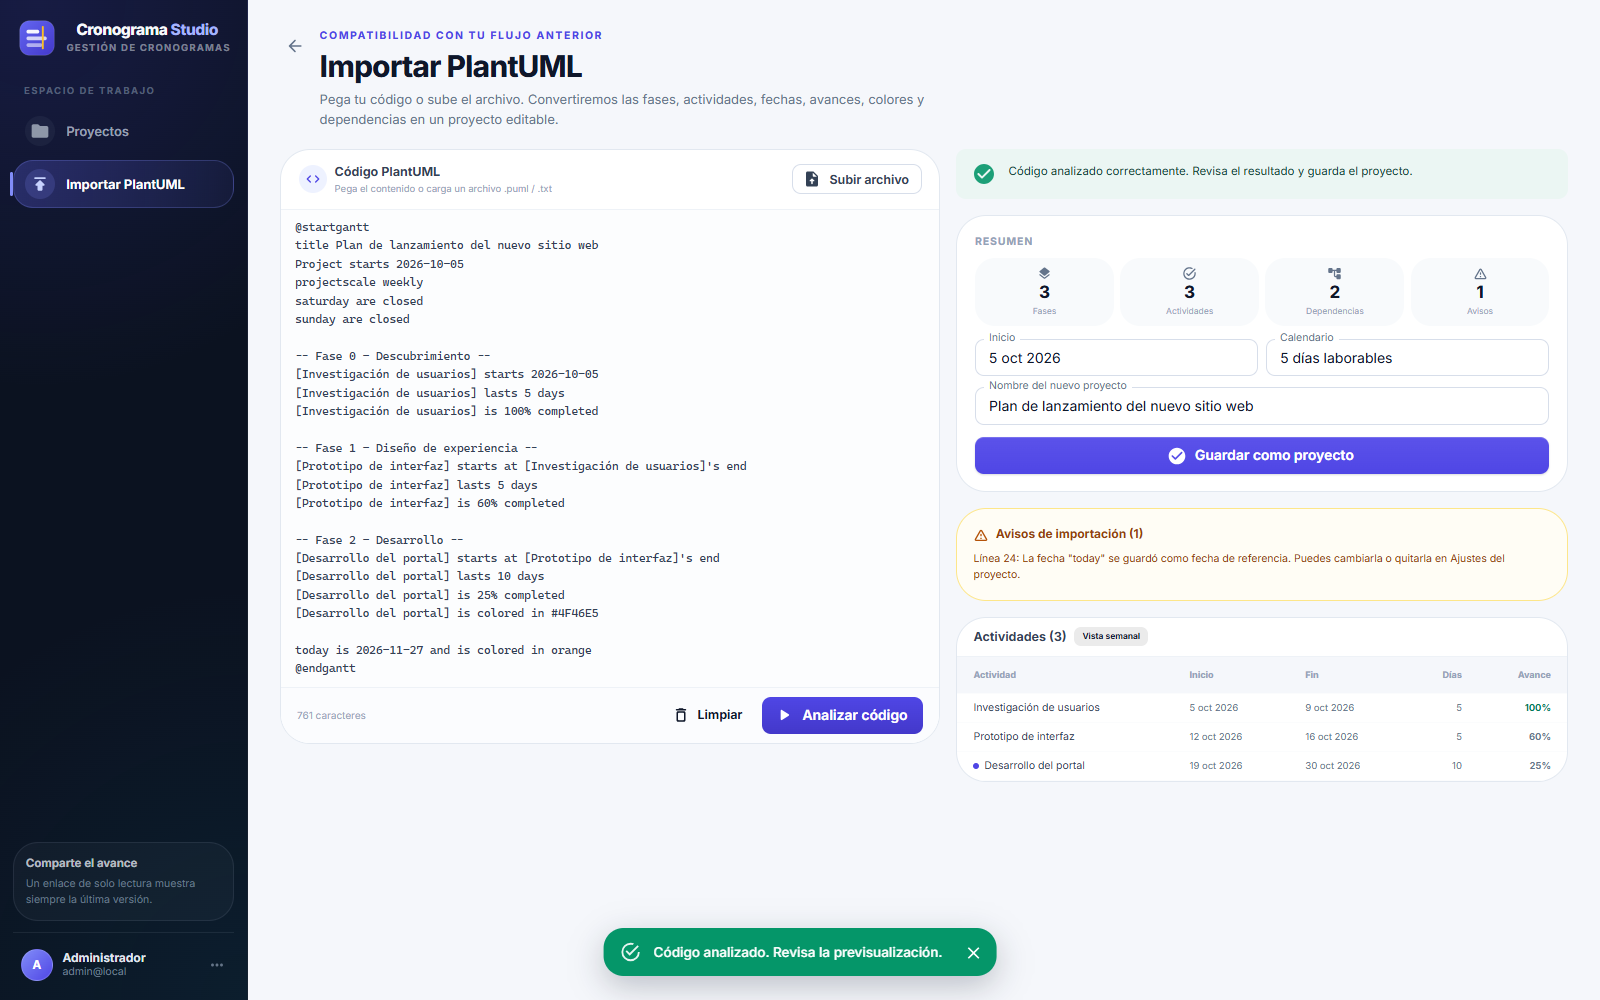 Cronograma Studio
GESTIÓN DE CRONOGRAMAS
ESPACIO DE TRABAJO
Proyectos
Importar PlantUML
Comparte el avance
Un enlace de solo lectura muestra
siempre la última versión.
A
Administrador
admin@local
COMPATIBILIDAD CON TU FLUJO ANTERIOR
Importar PlantUML
Pega tu código o sube el archivo. Convertiremos las fases, actividades, fechas, avances, colores y
dependencias en un proyecto editable.
Código PlantUML
Pega el contenido o carga un archivo .puml / .txt
Subir archivo
@startgantt
title Plan de lanzamiento del nuevo sitio web
Project starts 2026-10-05
projectscale weekly
saturday are closed
sunday are closed
-- Fase 0 - Descubrimiento --
[Investigación de usuarios] starts 2026-10-05
[Investigación de usuarios] lasts 5 days
[Investigación de usuarios] is 100% completed
-- Fase 1 - Diseño de experiencia --
[Prototipo de interfaz] starts at [Investigación de usuarios]'s end
[Prototipo de interfaz] lasts 5 days
[Prototipo de interfaz] is 60% completed
-- Fase 2 - Desarrollo --
[Desarrollo del portal] starts at [Prototipo de interfaz]'s end
[Desarrollo del portal] lasts 10 days
[Desarrollo del portal] is 25% completed
[Desarrollo del portal] is colored in #4F46E5
today is 2026-11-27 and is colored in orange
@endgantt
761 caracteres
Limpiar
Analizar código
Código analizado correctamente. Revisa el resultado y guarda el proyecto.
RESUMEN
3
Fases
3
Actividades
2
Dependencias
1
Avisos
Inicio
5 oct 2026
Calendario
5 días laborables
Nombre del nuevo proyecto
Plan de lanzamiento del nuevo sitio web
Guardar como proyecto
Avisos de importación (1)
Línea 24: La fecha "today" se guardó como fecha de referencia. Puedes cambiarla o quitarla en Ajustes del
proyecto.
Actividades (3) Vista semanal
Actividad Inicio Fin Días Avance
Investigación de usuarios 5 oct 2026 9 oct 2026 5 100%
Prototipo de interfaz 12 oct 2026 16 oct 2026 5 60%
Desarrollo del portal 19 oct 2026 30 oct 2026 10 25%
Código analizado. Revisa la previsualización.